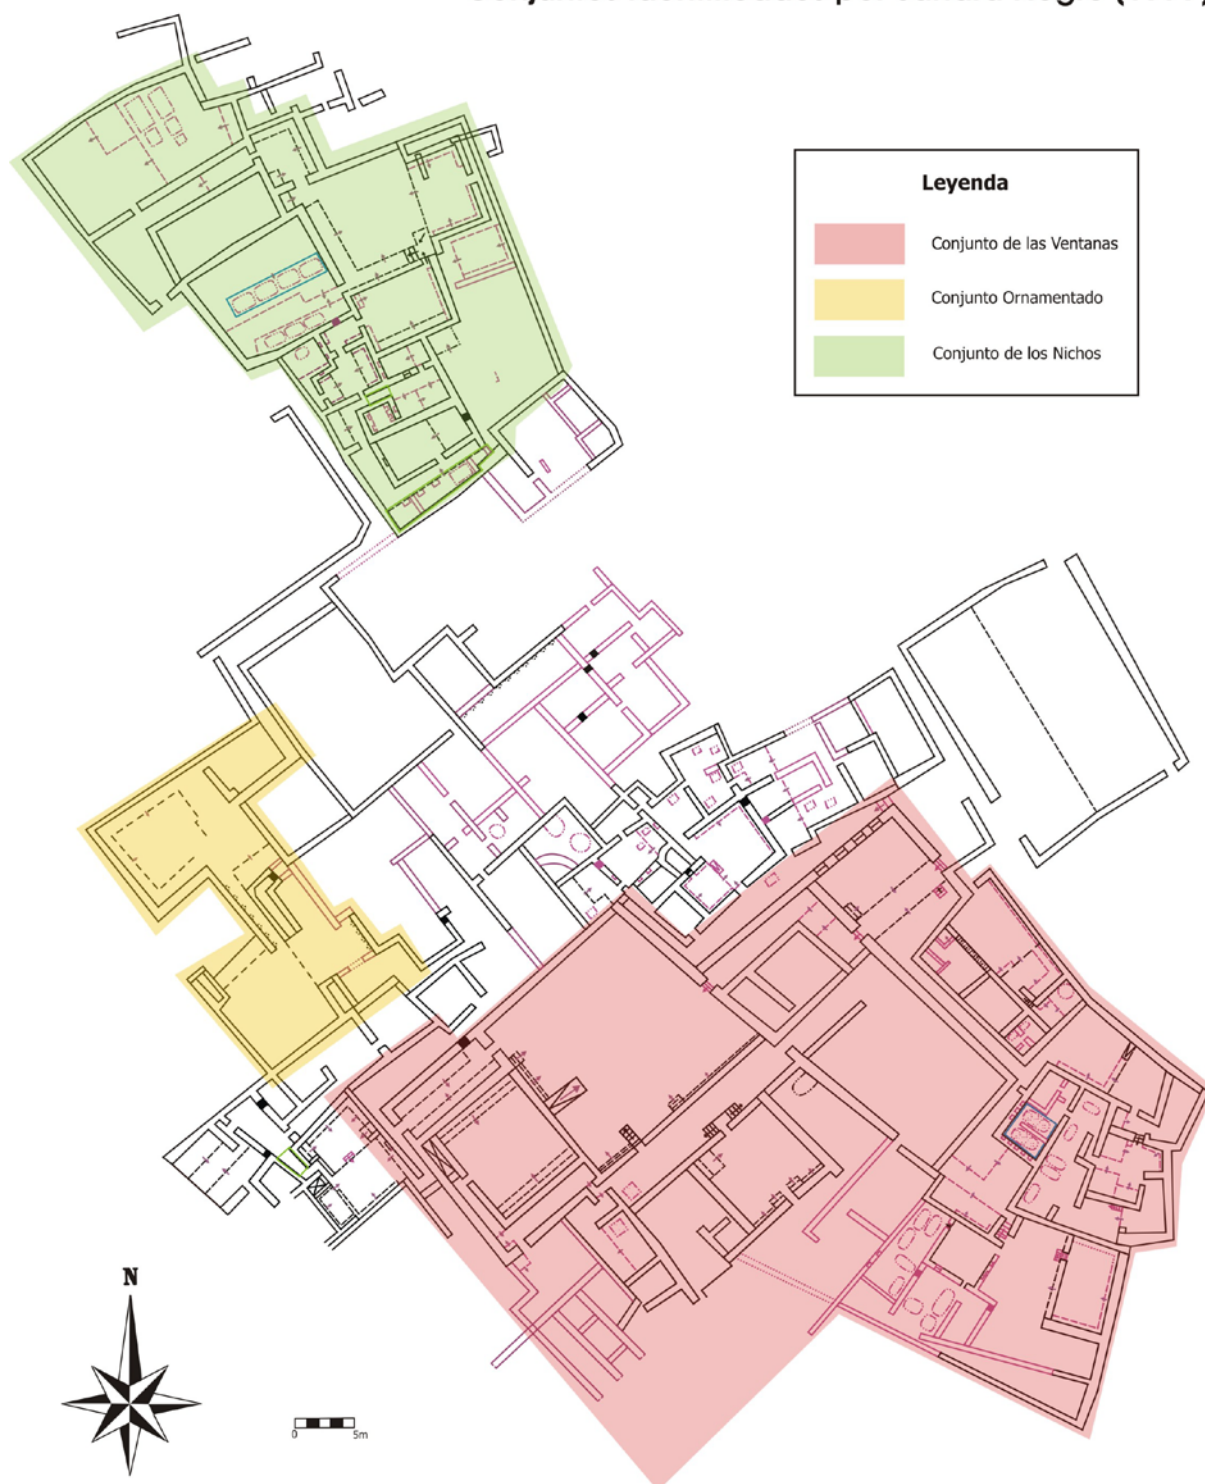 Leyenda
Conjunto de las Ventanas
Conjunto Ornamentado
Conjunto de los Nichos
N
0 5m